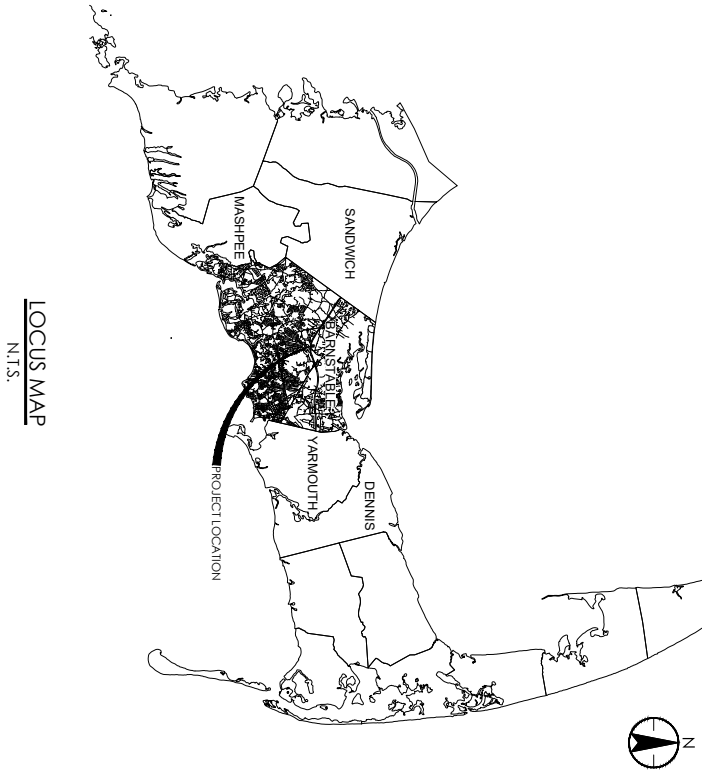 SANDWICH
MASHPEE
BARNSTABLE
YARMOUTH
DENNIS
PROJECT LOCATION
LOCUS MAP
N.T.S.
N